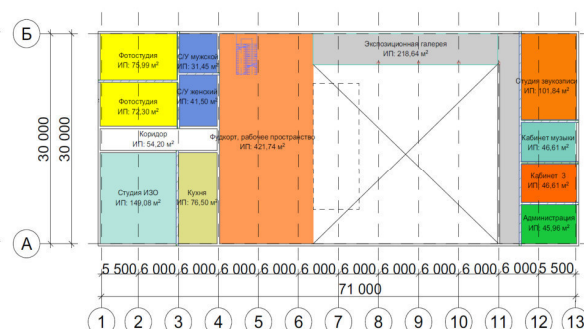 Б
Фотостудия
ИП: 75,99 м²
С/У мужской
ИП: 31,45 м²
Экспозиционная галерея
ИП: 218,64 м²
Студия звукозаписи
ИП: 101,84 м²
Фотостудия
ИП: 72,30 м²
С/У женский
ИП: 41,50 м²
Коридор
ИП: 54,20 м²
Фудкорт, рабочее пространство
ИП: 421,74 м²
Кабинет музыки
ИП: 46,61 м²
Студия ИЗО
ИП: 149,08 м²
Кухня
ИП: 76,50 м²
Кабинет 3
ИП: 46,61 м²
Администрация
ИП: 45,96 м²
30 000
30 000
А
5 500 6 000 6 000 6 000 6 000 6 000 6 000 6 000 6 000 6 000 6 000 5 500
71 000
1 2 3 4 5 6 7 8 9 10 11 12 13